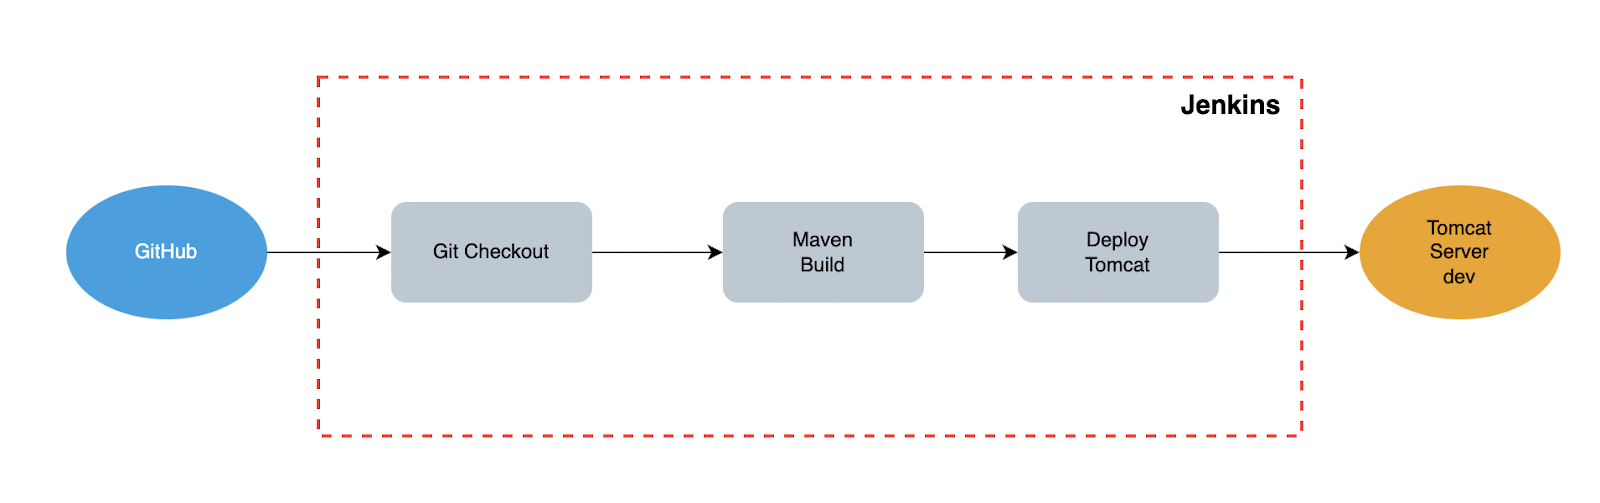 Jenkins
GitHub
Git Checkout
Maven
Build
Deploy
Tomcat
Tomcat
Server
dev